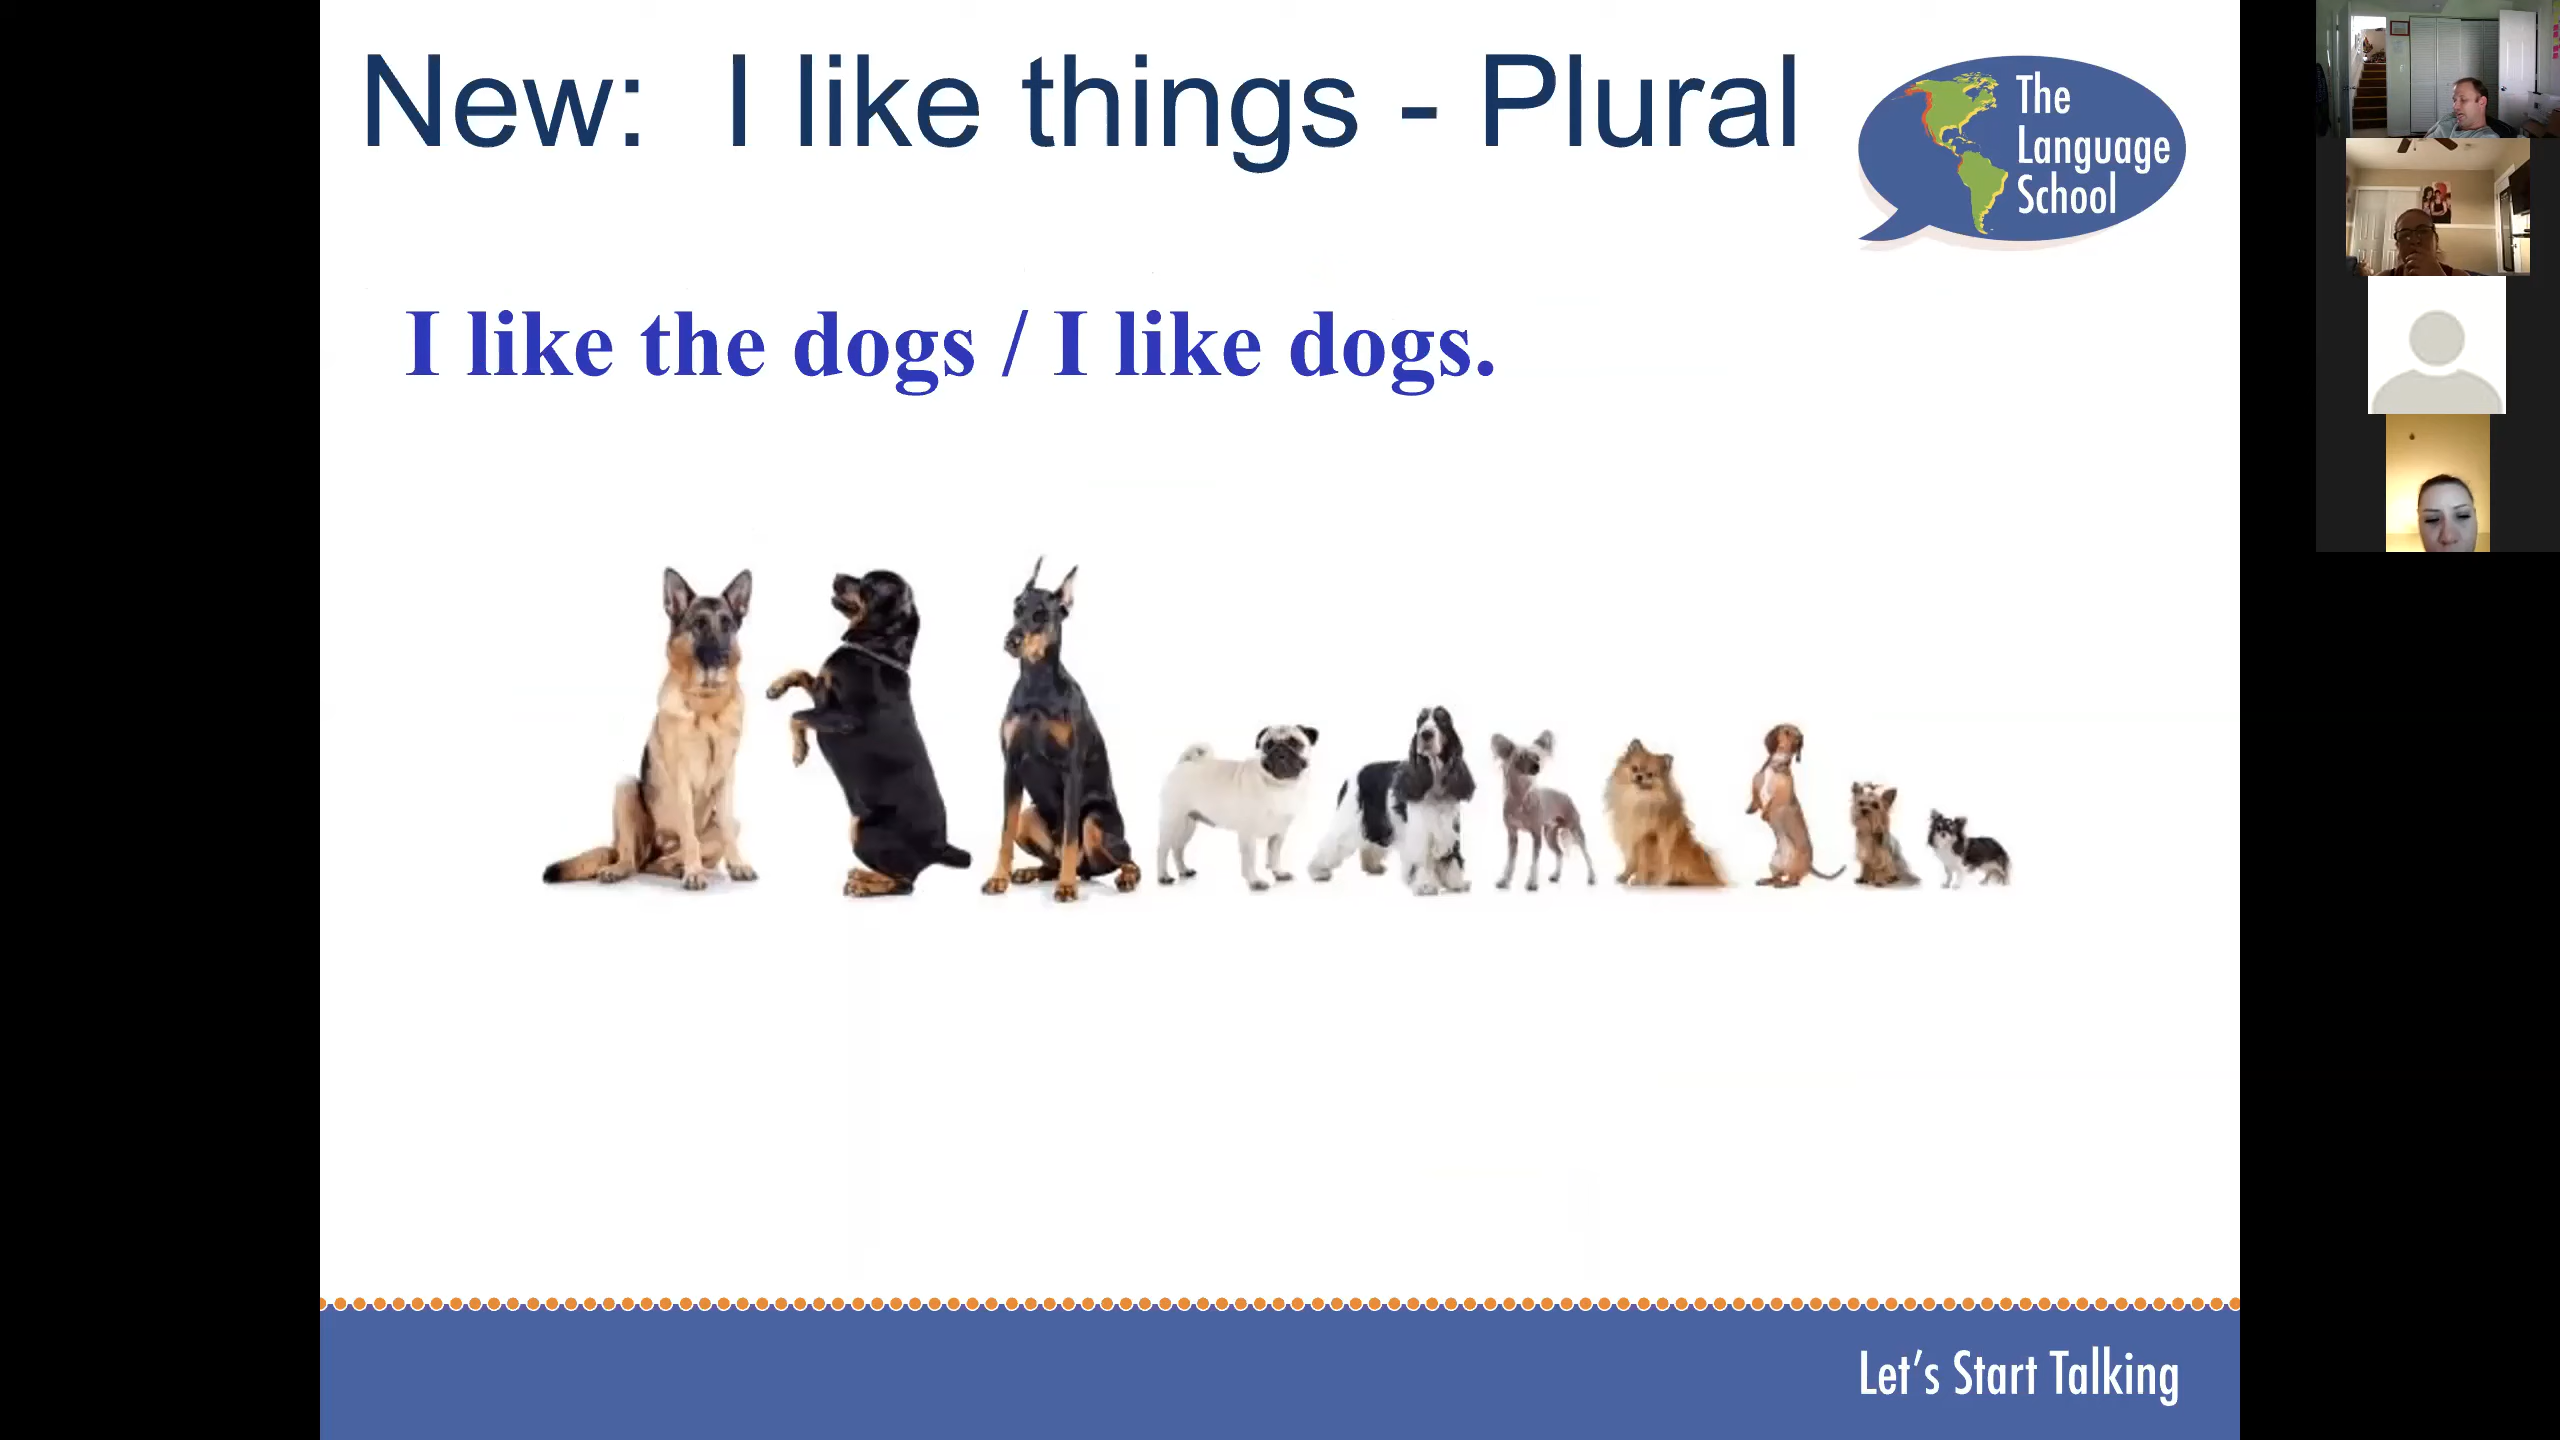 New: I like things - Plural
The
Language
School
I like the dogs / I like dogs.
Let's Start Talking